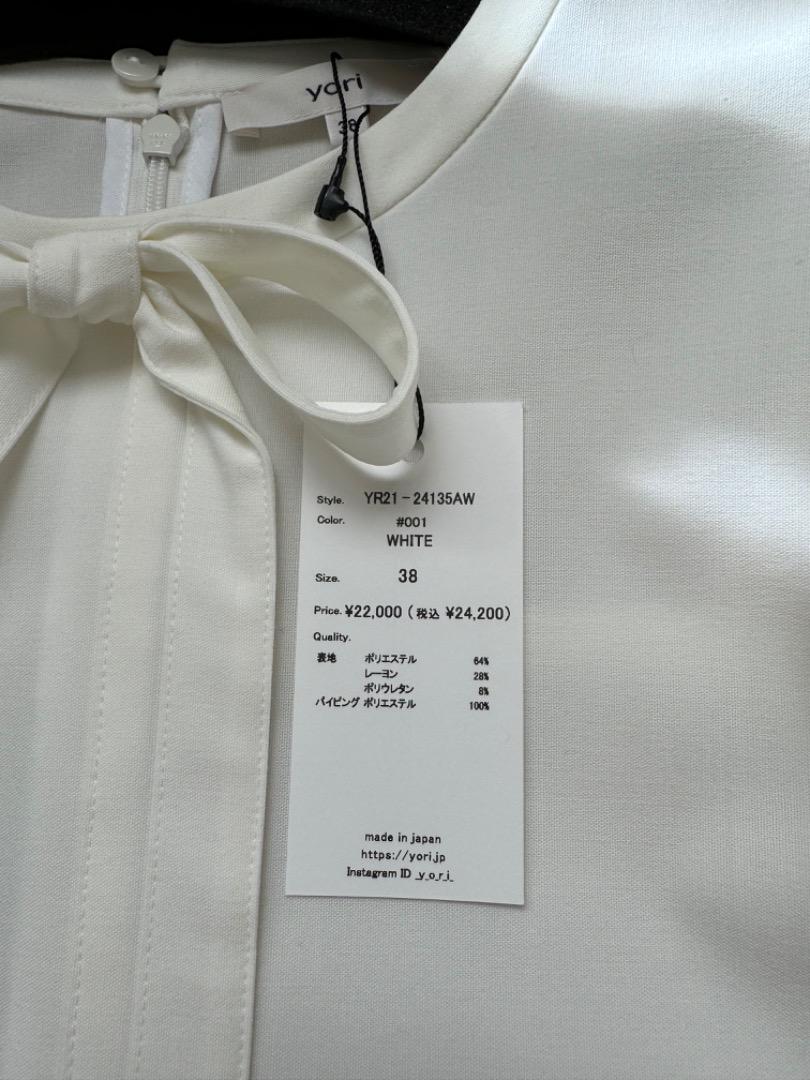 yori
38
Style. YR21-24135AW
Color. #001
WHITE
Size. 38
Price. ¥22,000 (税込 ¥24,200)
Quality.
表地 ポリエステル 64%
レーヨン 28%
ポリウレタン 8%
パイピング ポリエステル 100%
made in japan
https://yori.jp
Instagram ID _y_o_r_i_